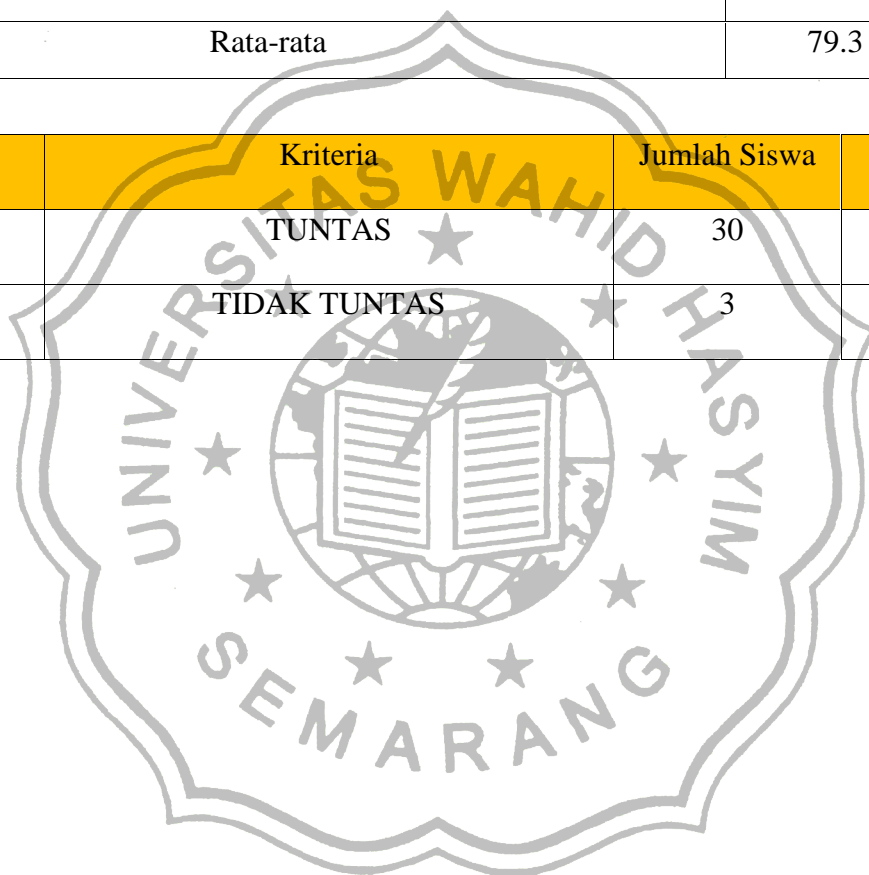 Rata-rata 79.3
Kriteria Jumlah Siswa
TUNTAS 30
TIDAK TUNTAS 3
UNIVERSITAS WAHID HASYIM
SEMARANG